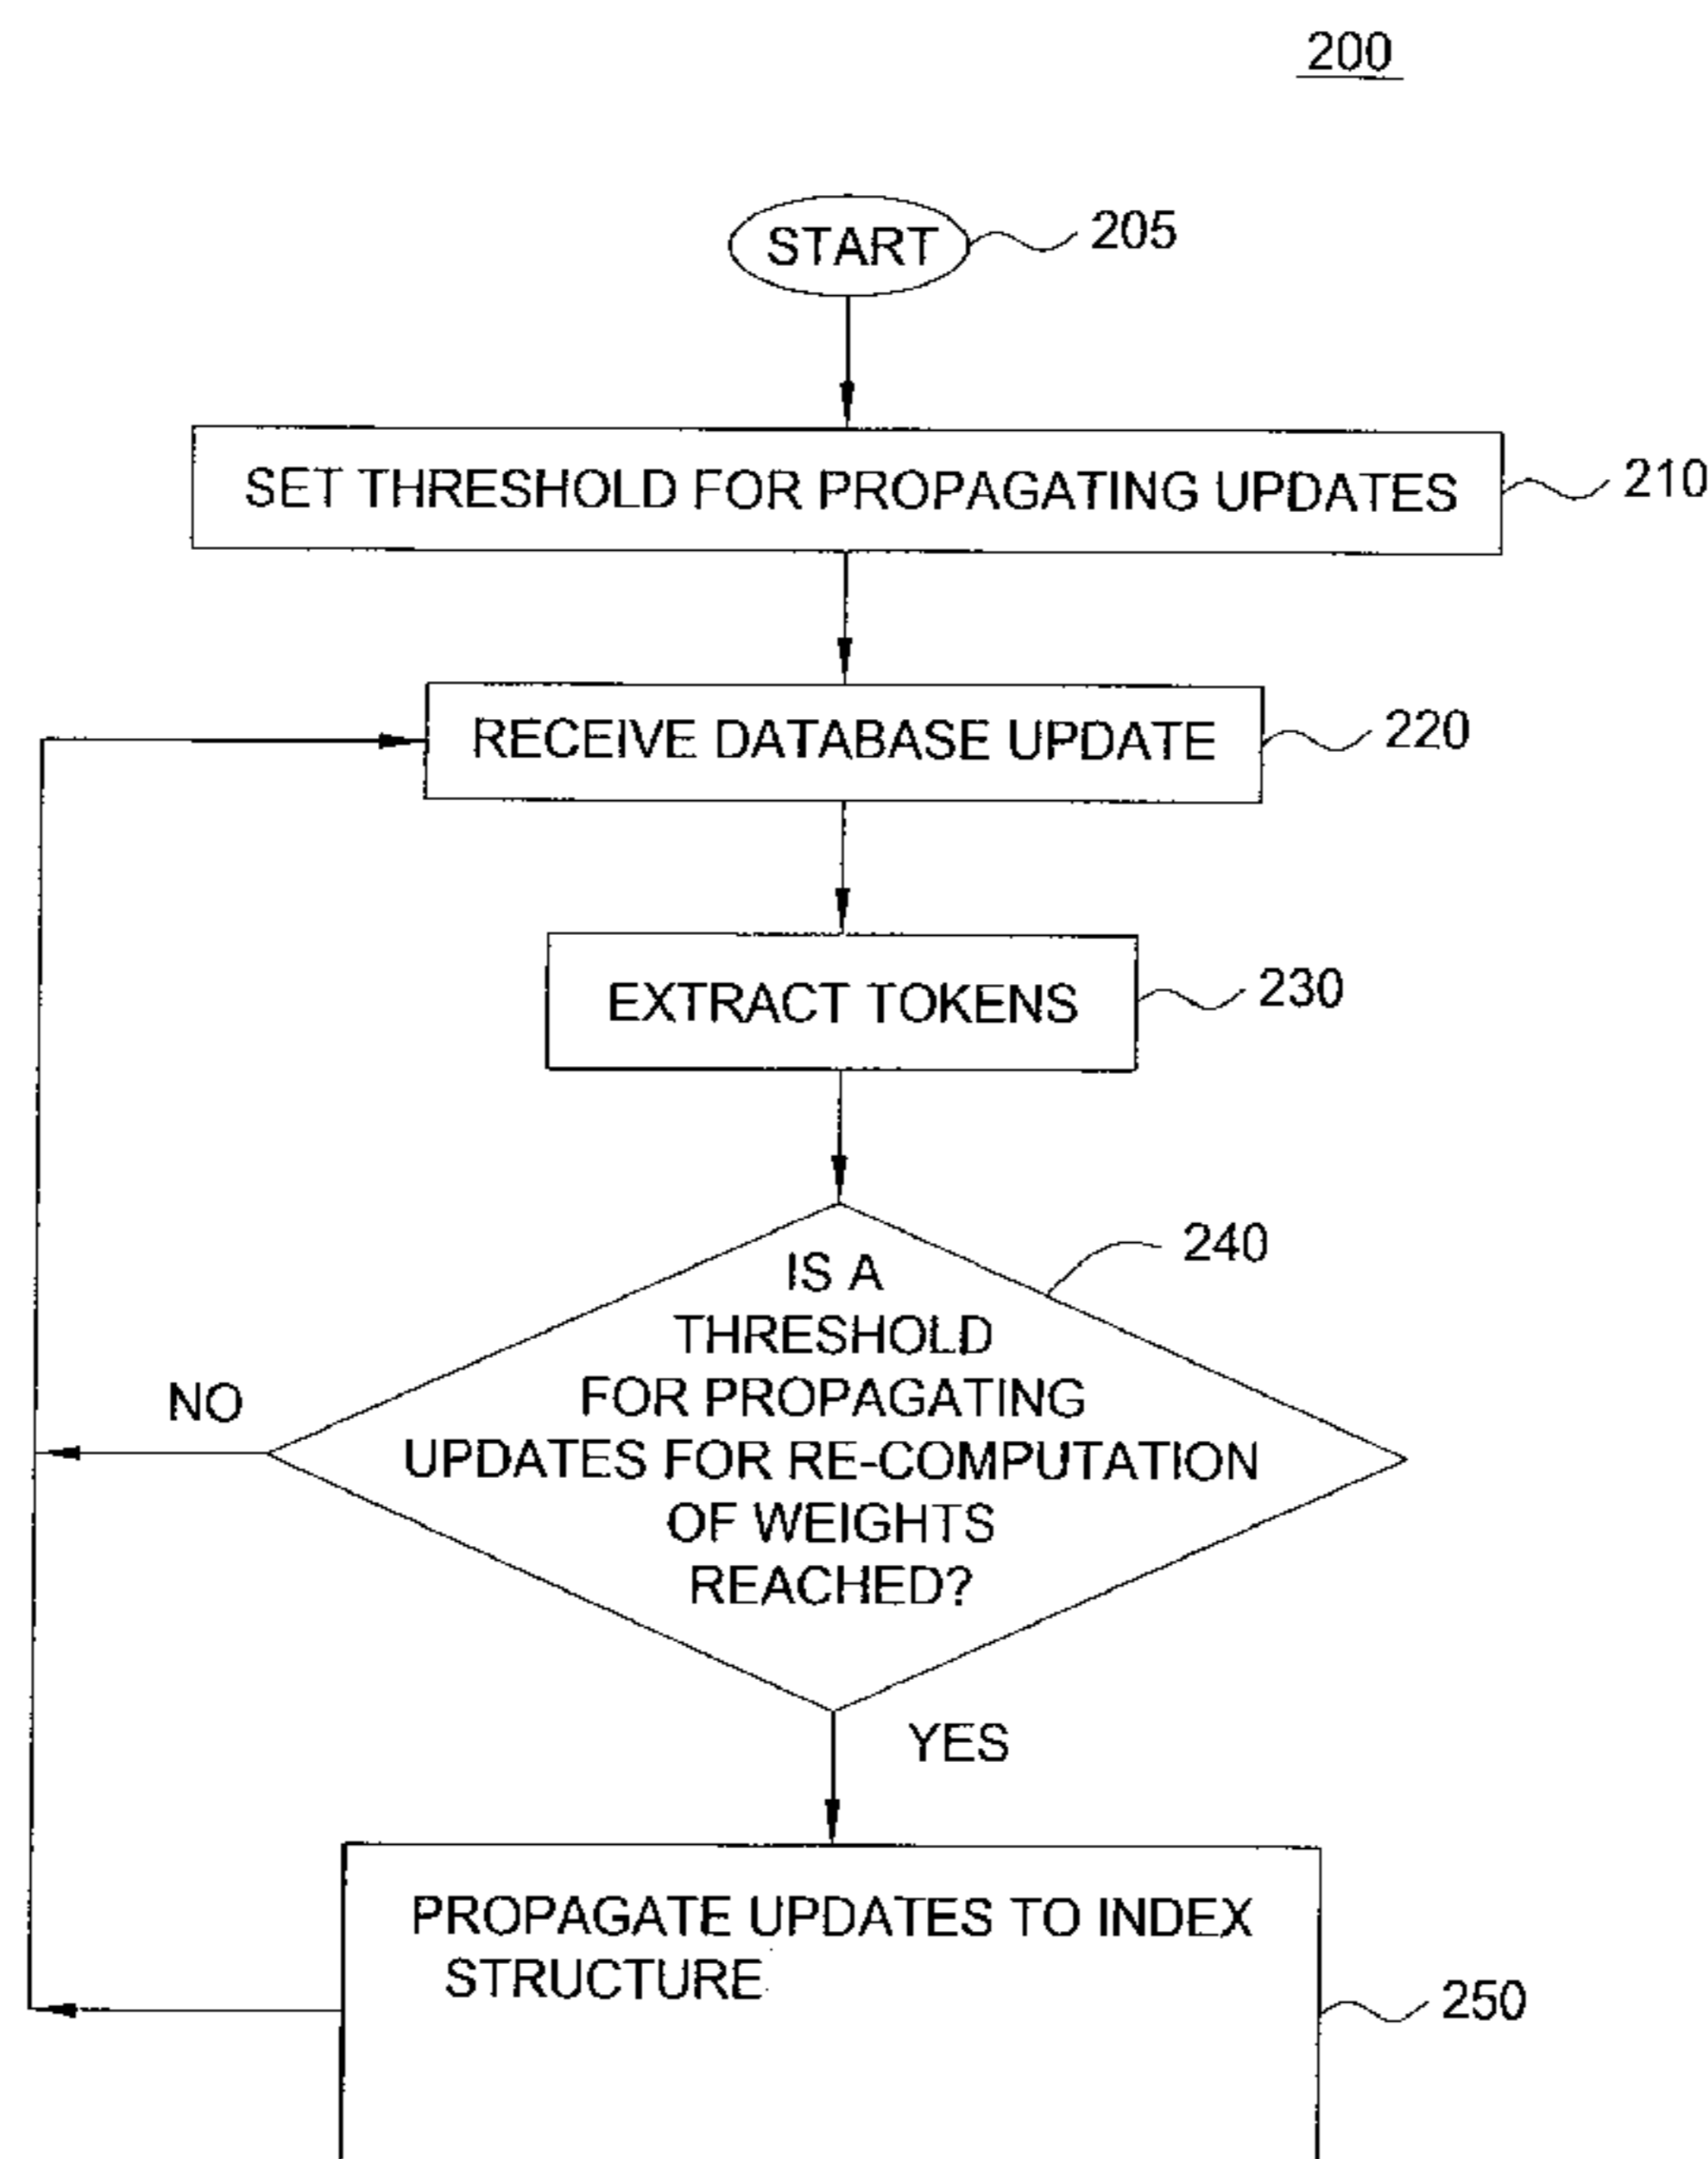 200
START
205
SET THRESHOLD FOR PROPAGATING UPDATES
210
RECEIVE DATABASE UPDATE
220
EXTRACT TOKENS
230
240
IS A
THRESHOLD
FOR PROPAGATING
UPDATES FOR RE-COMPUTATION
OF WEIGHTS
REACHED?
NO
YES
PROPAGATE UPDATES TO INDEX
STRUCTURE
250